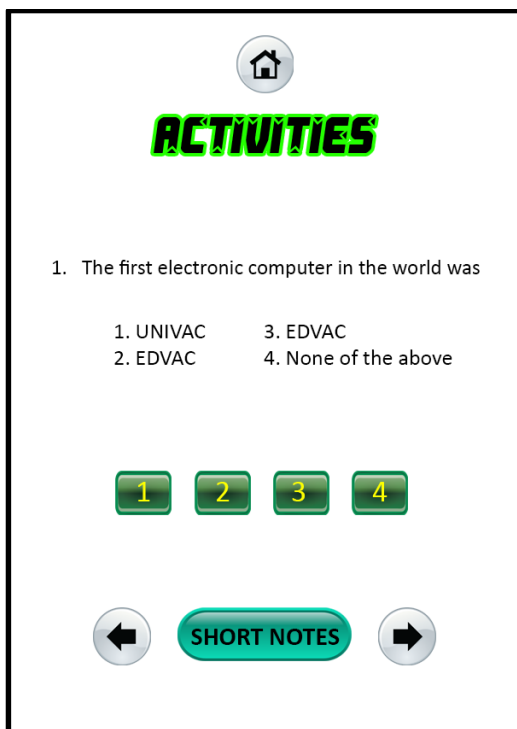 ACTIVITIES
1. The first electronic computer in the world was
1. UNIVAC 3. EDVAC
2. EDVAC 4. None of the above
1 2 3 4
SHORT NOTES